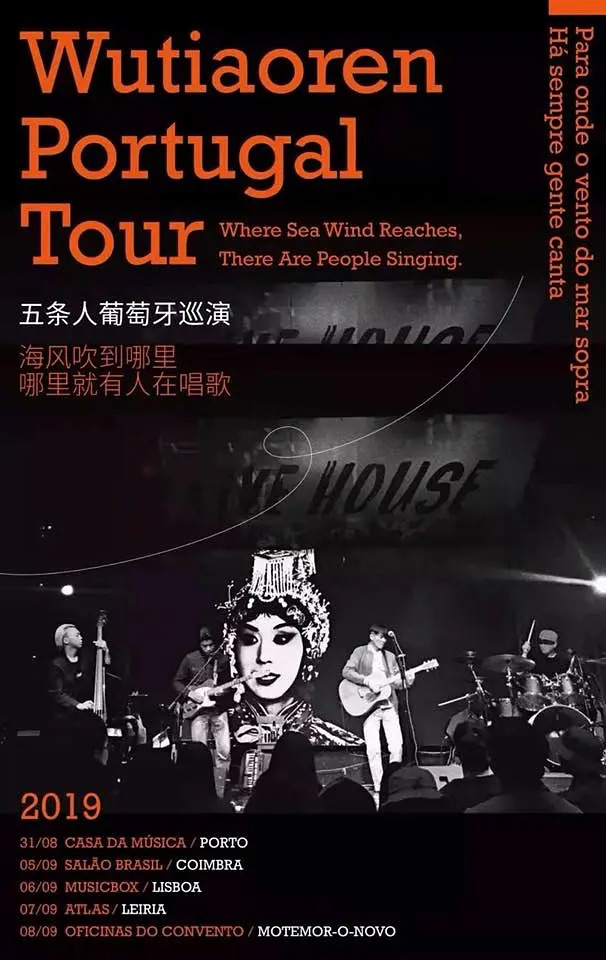 Wutiaoren
Portugal
Tour
Where Sea Wind Reaches,
There Are People Singing.
Para onde o vento do mar sopra
Há sempre gente canta
五条人葡萄牙巡演
海风吹到哪里
哪里就有人在唱歌
HOUSE
HOUSE
2019
31/08 CASA DA MÚSICA / PORTO
05/09 SALÃO BRASIL / COIMBRA
06/09 MUSICBOX / LISBOA
07/09 ATLAS / LEIRIA
08/09 OFICINAS DO CONVENTO / MOTEMOR-O-NOVO